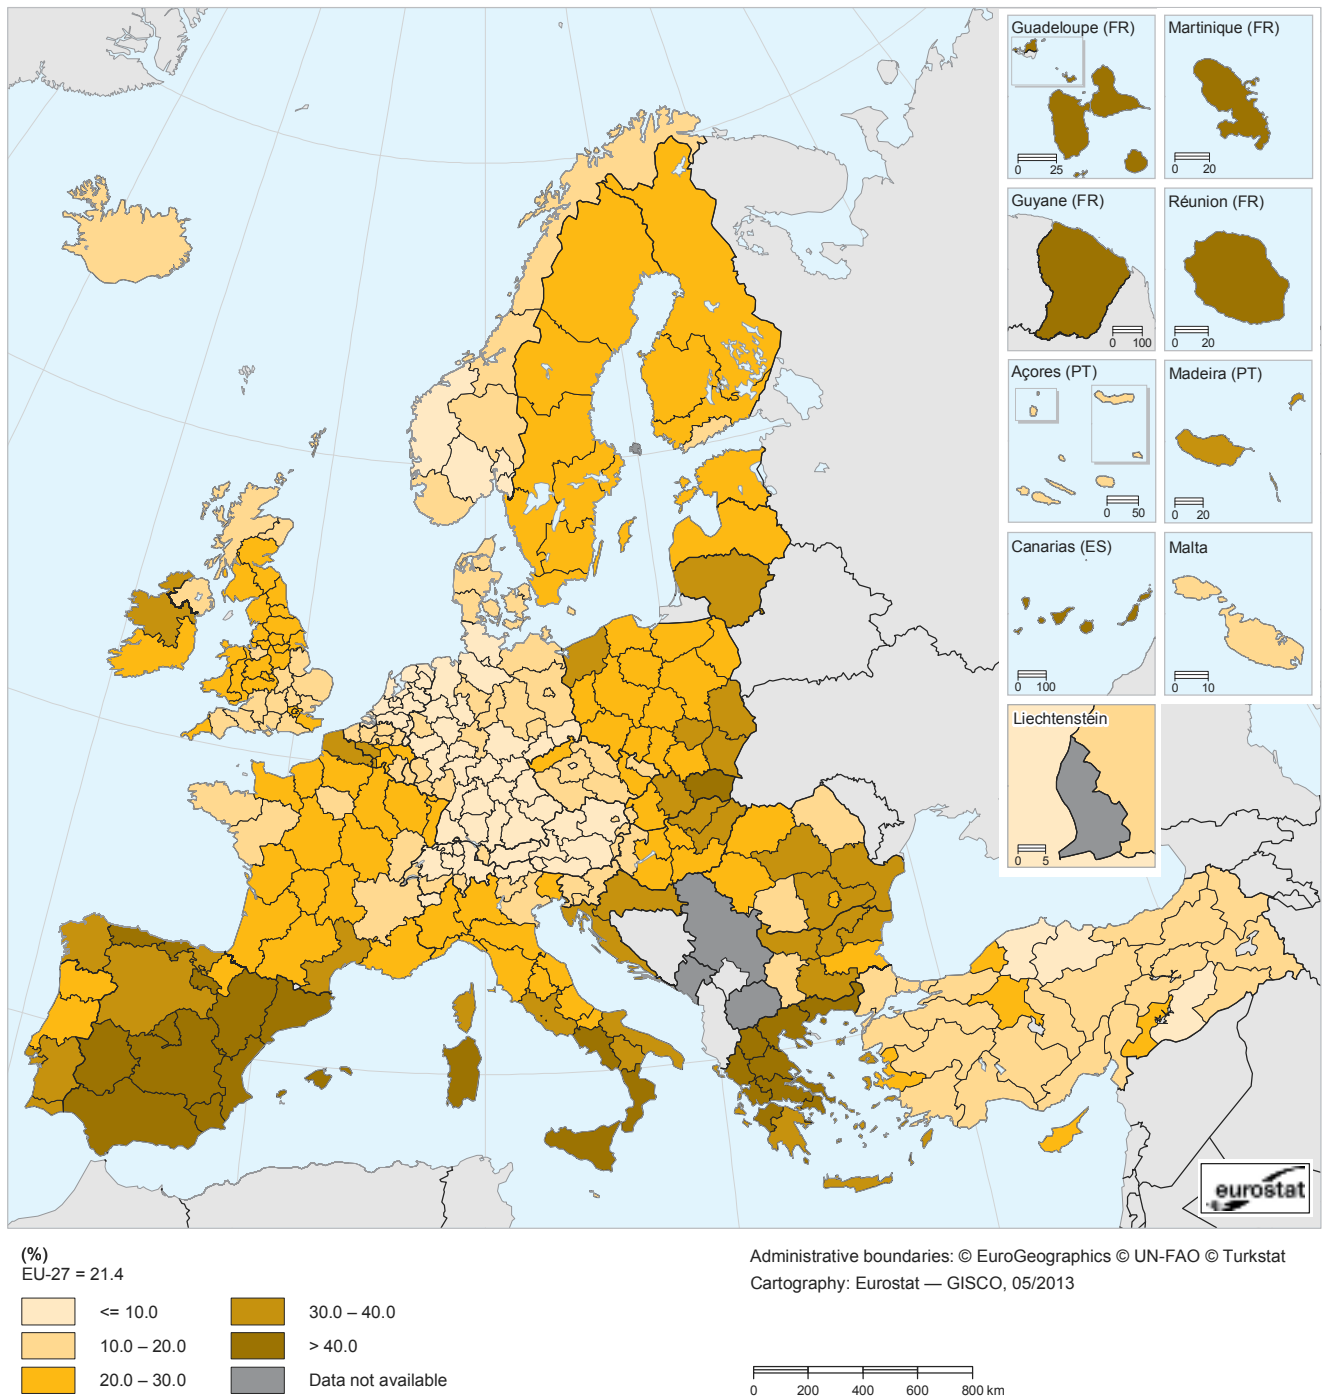 Guadeloupe (FR)
0 25
Martinique (FR)
0 20
Guyane (FR)
0 100
Réunion (FR)
0 20
Açores (PT)
0 50
Madeira (PT)
0 20
Canarias (ES)
0 100
Malta
0 10
Liechtenstein
0 5
eurostat
(%)
EU-27 = 21.4
<= 10.0
10.0 – 20.0
20.0 – 30.0
30.0 – 40.0
> 40.0
Data not available
Administrative boundaries: © EuroGeographics © UN-FAO © Turkstat
Cartography: Eurostat — GISCO, 05/2013
0 200 400 600 800 km